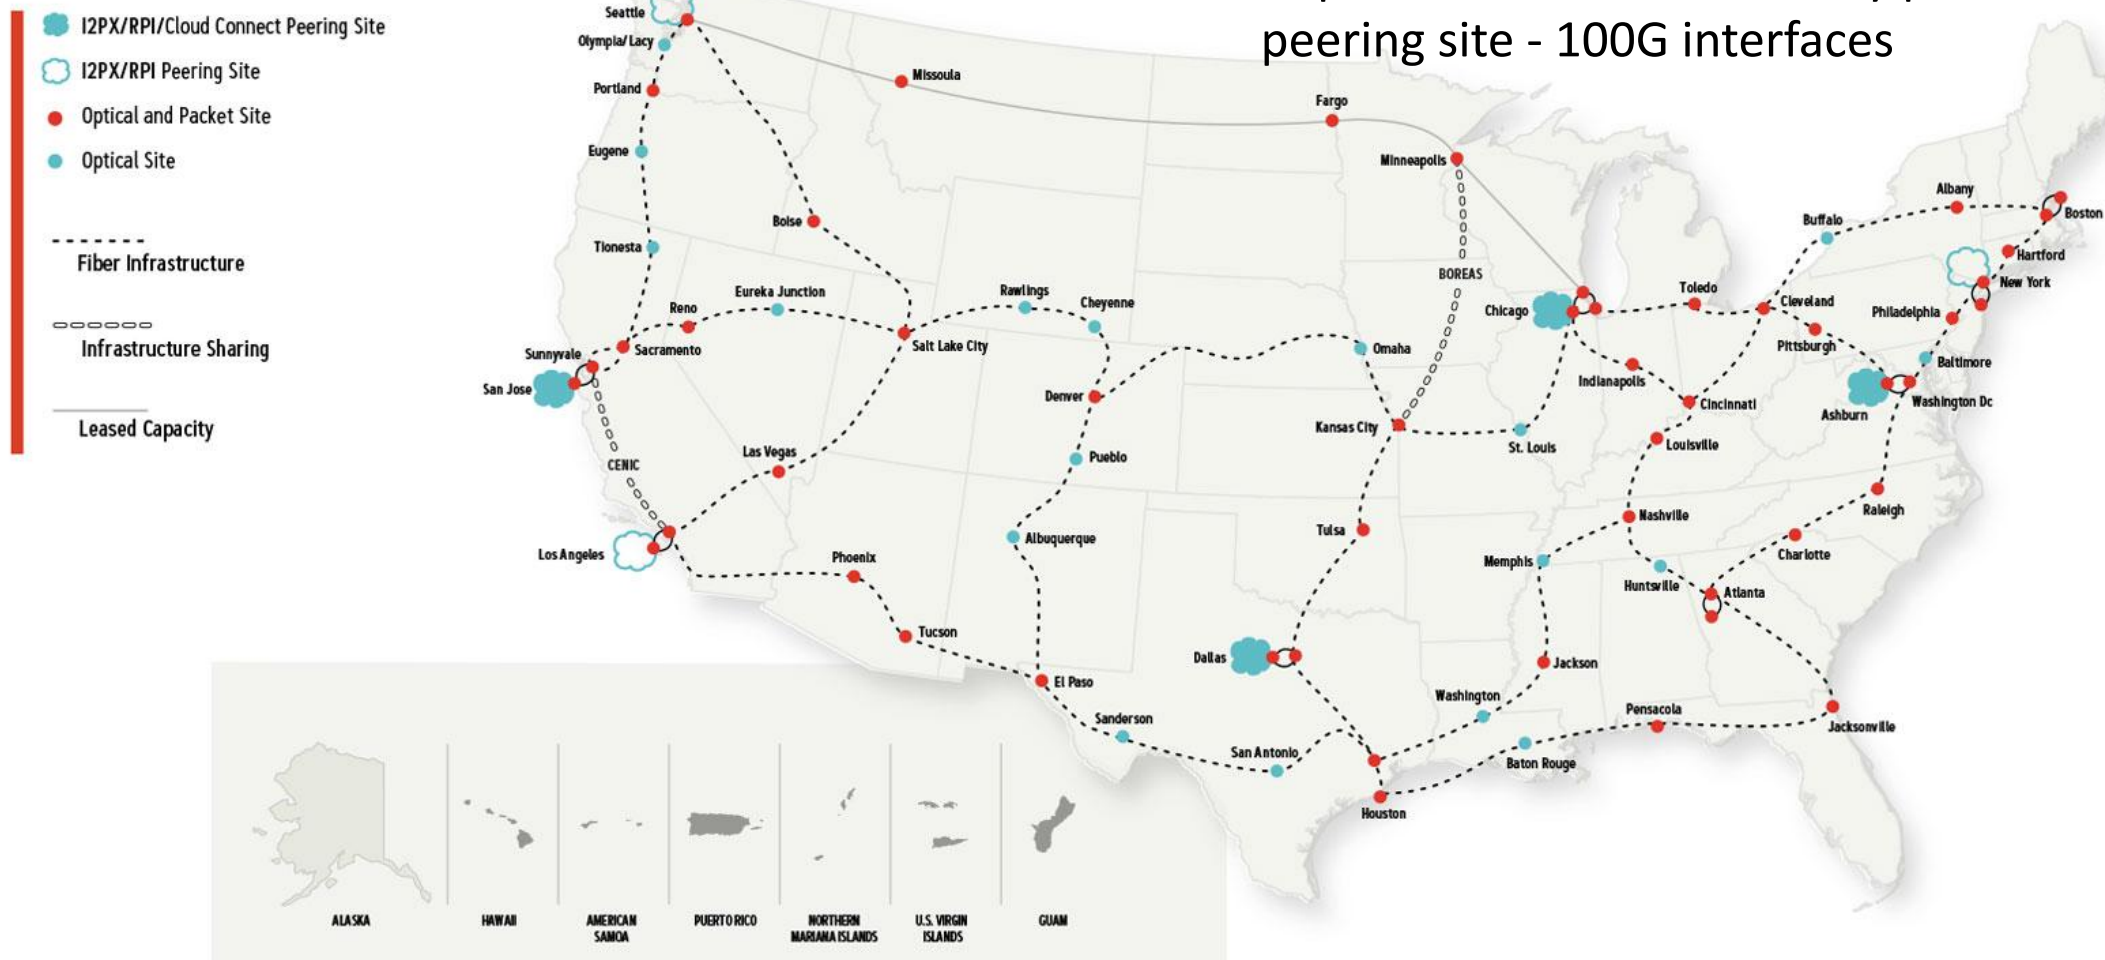 peering site - 100G interfaces
I2PX/RPI/Cloud Connect Peering Site
I2PX/RPI Peering Site
Optical and Packet Site
Optical Site
Fiber Infrastructure
Infrastructure Sharing
Leased Capacity
Seattle
Olympia/Lacy
Portland
Missoula
Fargo
Eugene
Minneapolis
Albany
Boise
Buffalo
Boston
Tionesta
Hartford
BOREAS
New York
Eureka Junction
Rawlings
Cheyenne
Toledo
Cleveland
Reno
Chicago
Philadelphia
Salt Lake City
Sacramento
Sunnyvale
Omaha
Pittsburgh
Baltimore
San Jose
Indianapolis
Denver
Cincinnati
Washington Dc
Ashburn
Kansas City
Las Vegas
Pueblo
St. Louis
Louisville
CENIC
Raleigh
Nashville
Tulsa
Albuquerque
Los Angeles
Phoenix
Memphis
Charlotte
Huntsville
Atlanta
Tucson
Dallas
Jackson
El Paso
Washington
Sanderson
Pensacola
Jacksonville
San Antonio
Baton Rouge
Houston
ALASKA
HAWAII
AMERICAN
SAMOA
PUERTO RICO
NORTHERN
MARIANA ISLANDS
U.S. VIRGIN
ISLANDS
GUAM